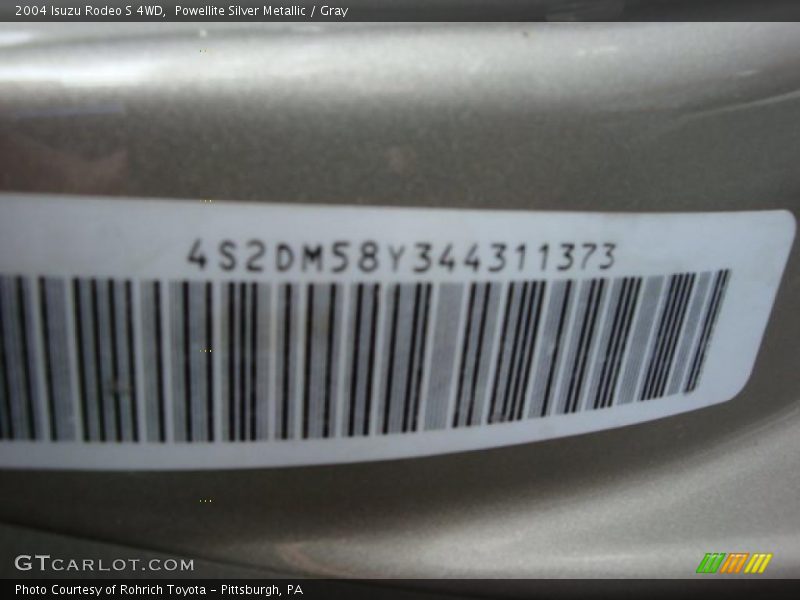 2004 Isuzu Rodeo S 4WD, Powellite Silver Metallic / Gray
4S2DM58Y344311373
GTCARLOT.COM
Photo Courtesy of Rohrich Toyota - Pittsburgh, PA